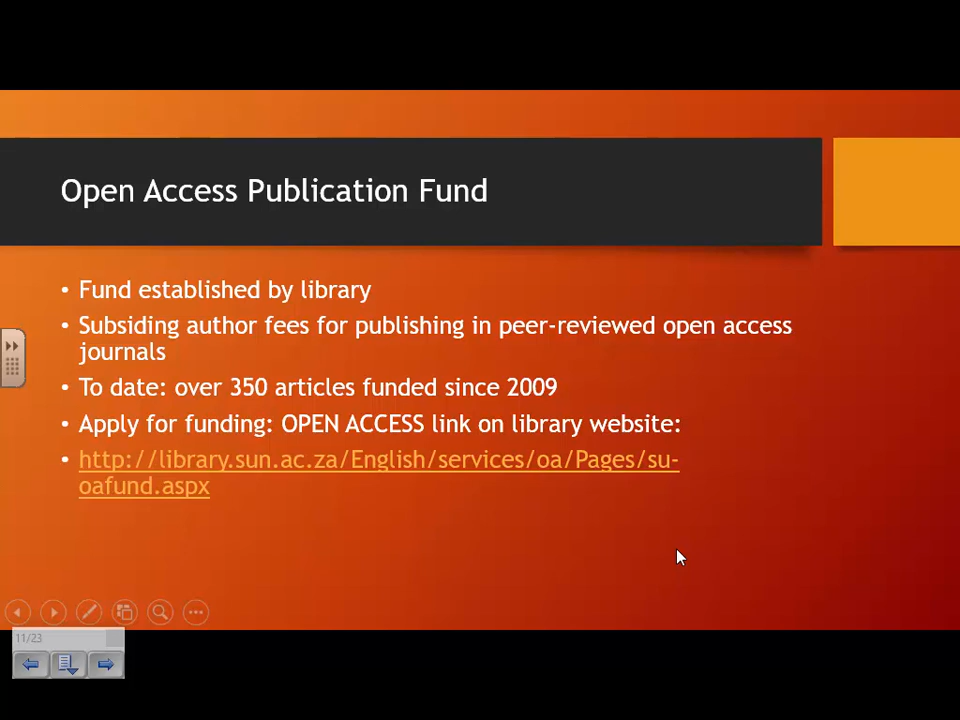 Open Access Publication Fund
• Fund established by library
• Subsiding author fees for publishing in peer-reviewed open access
journals
• To date: over 350 articles funded since 2009
• Apply for funding: OPEN ACCESS link on library website:
• http://library.sun.ac.za/English/services/oa/Pages/su-
oafund.aspx
11/23